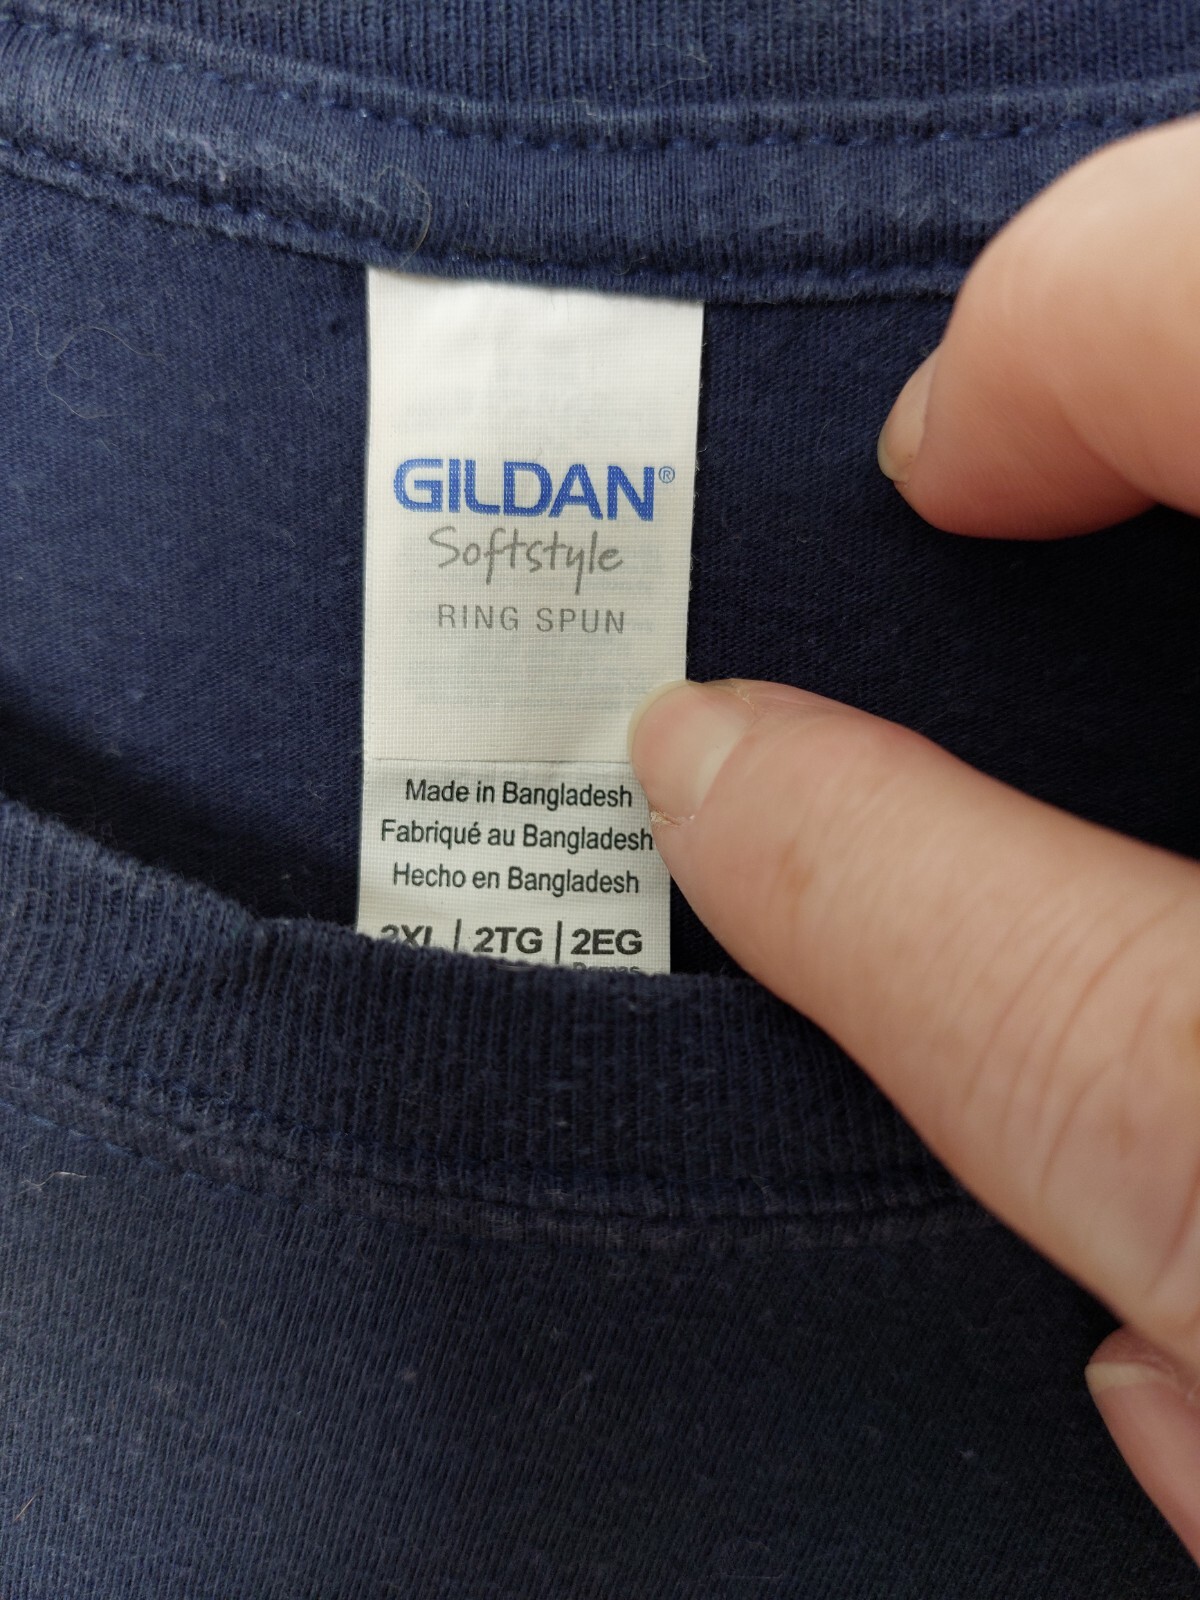 GILDAN®
Softstyle
RING SPUN
Made in Bangladesh
Fabriqué au Bangladesh
Hecho en Bangladesh
2XL | 2TG | 2EG